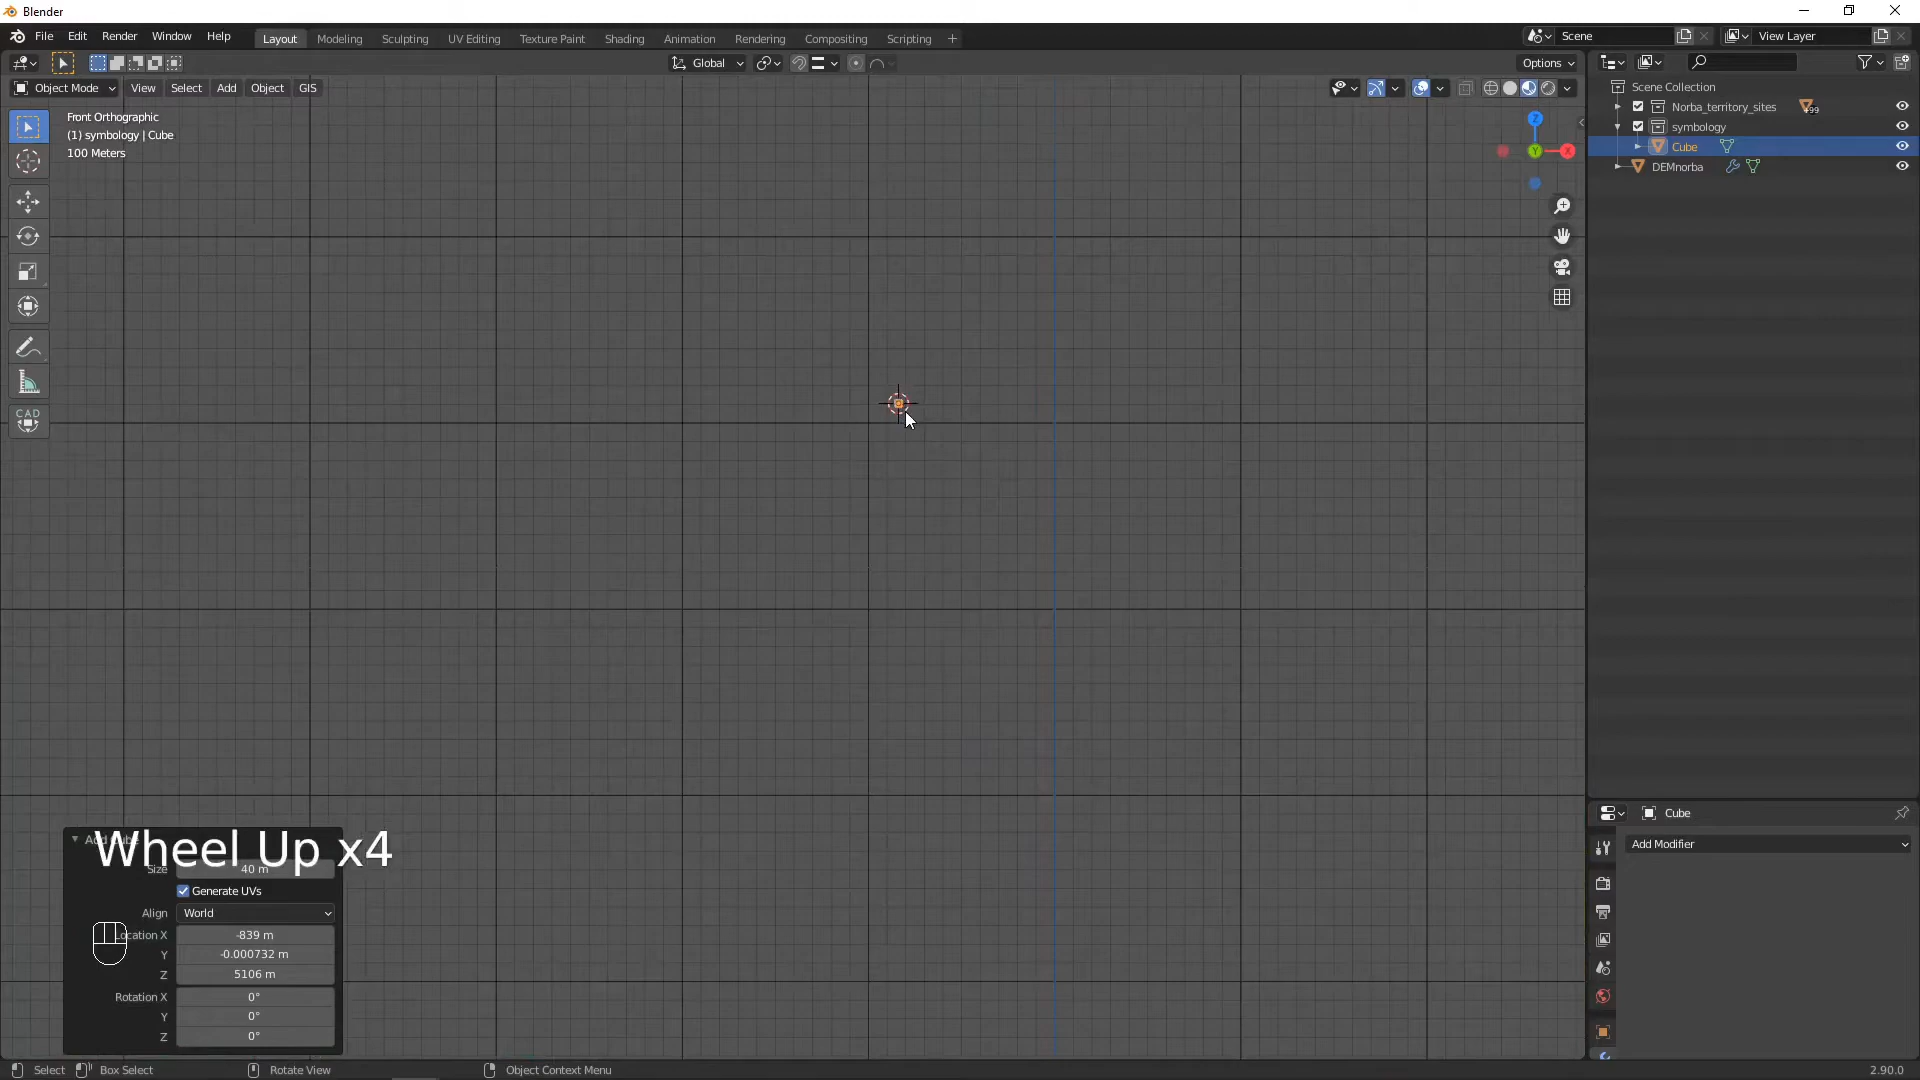 Blender
File Edit Render Window Help
Layout Modeling Sculpting UV Editing Texture Paint Shading Animation Rendering Compositing Scripting +
Scene
View Layer
Global
Options
Object Mode View Select Add Object GIS
Front Orthographic
(1) symbology | Cube
100 Meters
CAD
Z
Y
X
Scene Collection
Norba_territory_sites
+99
symbology
Cube
DEMnorba
Cube
Add Modifier
Wheel Up x4
Size 40 m
Generate UVs
Align World
Location X -839 m
Y -0.000732 m
Z 5106 m
Rotation X 0°
Y 0°
Z 0°
Select Box Select Rotate View Object Context Menu
2.90.0